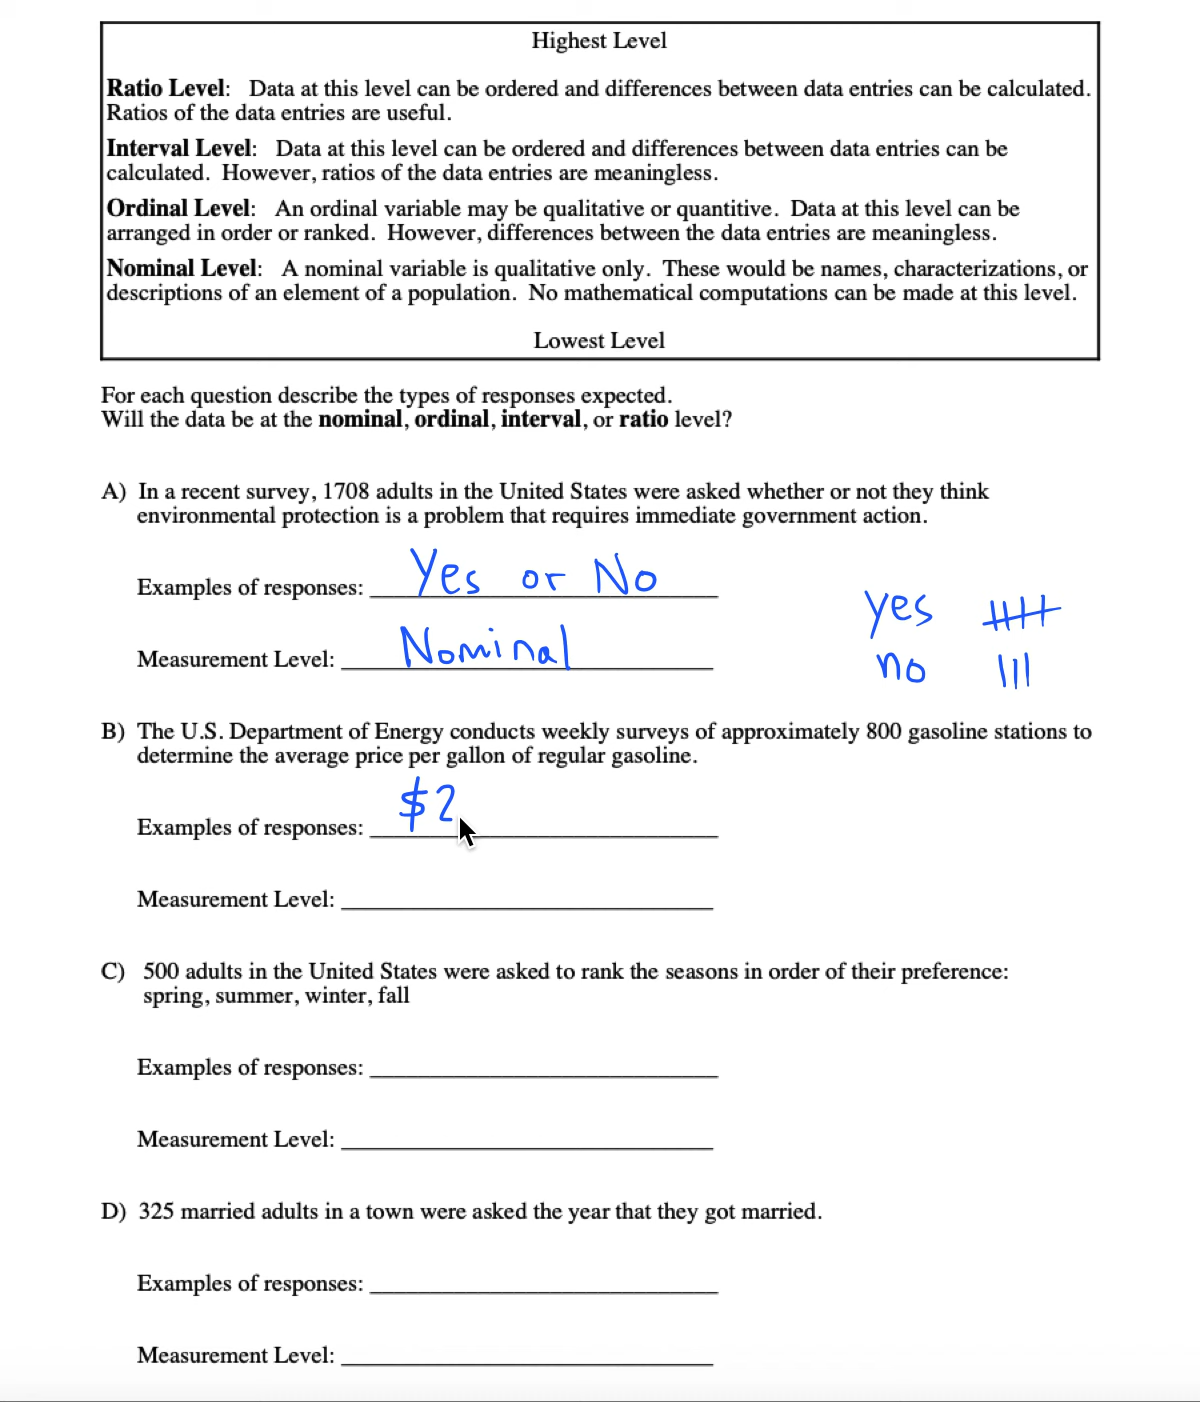 Highest Level
Ratio Level:   Data at this level can be ordered and differences between data entries can be calculated.
Ratios of the data entries are useful.
Interval Level:   Data at this level can be ordered and differences between data entries can be
calculated.  However, ratios of the data entries are meaningless.
Ordinal Level:   An ordinal variable may be qualitative or quantitive.  Data at this level can be
arranged in order or ranked.  However, differences between the data entries are meaningless.
Nominal Level:   A nominal variable is qualitative only.  These would be names, characterizations, or
descriptions of an element of a population.  No mathematical computations can be made at this level.
Lowest Level
For each question describe the types of responses expected.
Will the data be at the nominal, ordinal, interval, or ratio level?
A)  In a recent survey, 1708 adults in the United States were asked whether or not they think
environmental protection is a problem that requires immediate government action.
Examples of responses: Yes or No
yes
Measurement Level: Nominal
no
B)  The U.S. Department of Energy conducts weekly surveys of approximately 800 gasoline stations to
determine the average price per gallon of regular gasoline.
Examples of responses: $2
Measurement Level:
C)  500 adults in the United States were asked to rank the seasons in order of their preference:
spring, summer, winter, fall
Examples of responses:
Measurement Level:
D)  325 married adults in a town were asked the year that they got married.
Examples of responses:
Measurement Level: